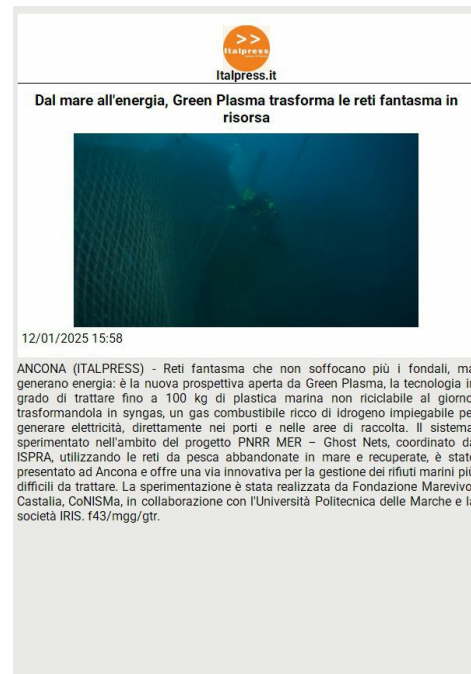 >>
Italpress
Italpress.it
Dal mare all'energia, Green Plasma trasforma le reti fantasma in
risorsa
12/01/2025 15:58
ANCONA (ITALPRESS) - Reti fantasma che non soffocano più i fondali, ma
generano energia: è la nuova prospettiva aperta da Green Plasma, la tecnologia in
grado di trattare fino a 100 kg di plastica marina non riciclabile al giorno
trasformandola in syngas, un gas combustibile ricco di idrogeno impiegabile pe
generare elettricità, direttamente nei porti e nelle aree di raccolta. Il sistema
sperimentato nell'ambito del progetto PNRR MER – Ghost Nets, coordinato da
ISPRA, utilizzando le reti da pesca abbandonate in mare e recuperate, è stato
presentato ad Ancona e offre una via innovativa per la gestione dei rifiuti marini più
difficili da trattare. La sperimentazione è stata realizzata da Fondazione Marevivo
Castalia, CoNISMa, in collaborazione con l'Università Politecnica delle Marche e la
società IRIS. f43/mgg/gtr.